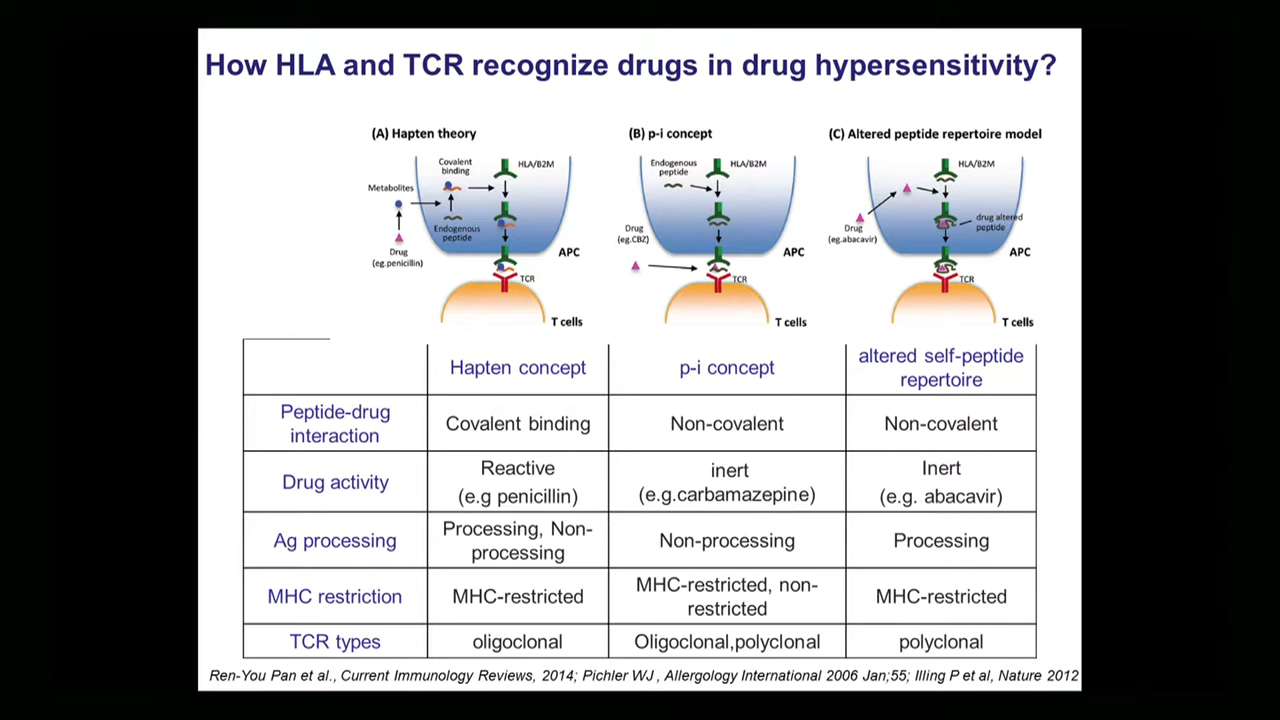 How HLA and TCR recognize drugs in drug hypersensitivity?
(A) Hapten theory
Covalent
binding
HLA/B2M
Metabolites
Endogenous
peptide
Drug
(eg.penicillin)
APC
TCR
T cells
(B) p-i concept
Endogenous
peptide
HLA/B2M
Drug
(eg.CBZ)
APC
TCR
T cells
(C) Altered peptide repertoire model
HLA/B2M
drug altered
peptide
Drug
(eg.abacavir)
APC
TCR
T cells
Hapten concept
p-i concept
altered self-peptide
repertoire
Peptide-drug
interaction
Covalent binding
Non-covalent
Non-covalent
Drug activity
Reactive
(e.g penicillin)
inert
(e.g.carbamazepine)
Inert
(e.g. abacavir)
Ag processing
Processing, Non-
processing
Non-processing
Processing
MHC restriction
MHC-restricted
MHC-restricted, non-
restricted
MHC-restricted
TCR types
oligoclonal
Oligoclonal,polyclonal
polyclonal
Ren-You Pan et al., Current Immunology Reviews, 2014; Pichler WJ , Allergology International 2006 Jan;55; Illing P et al, Nature 2012